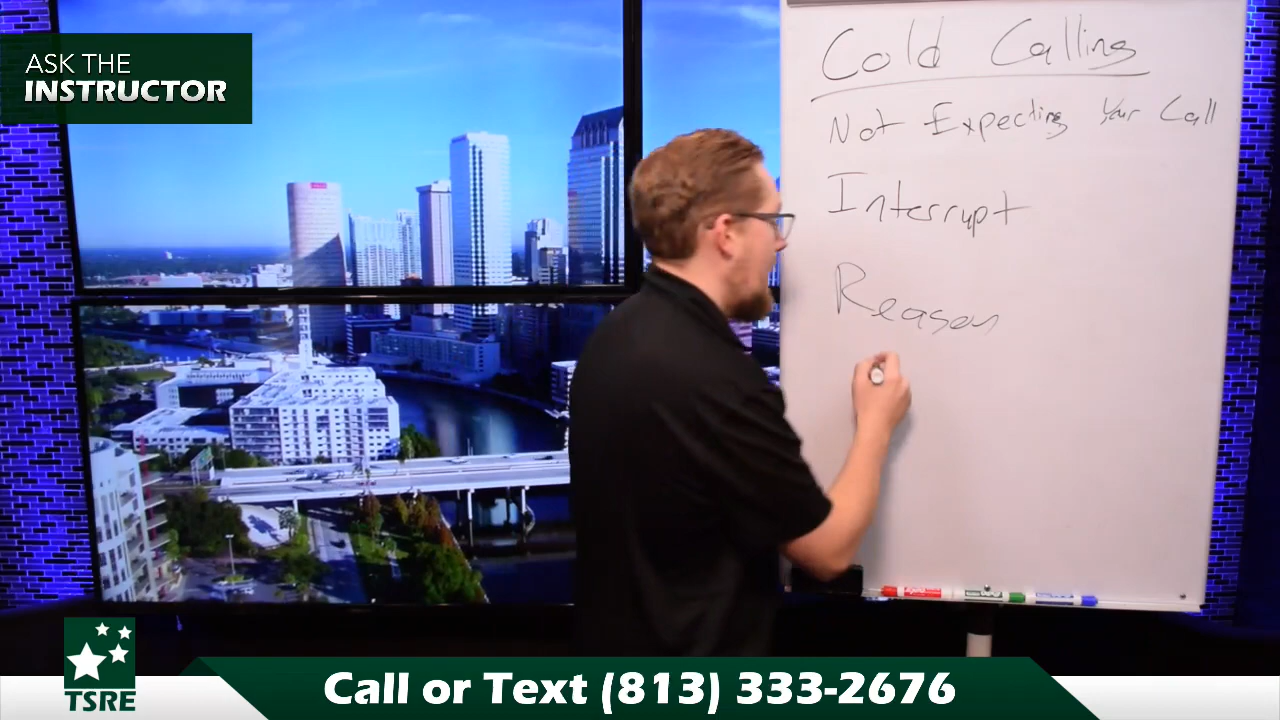 ASK THE
INSTRUCTOR
Cold Calling
Not Expecting Your Call
Interrupt
Reason
TSRE
Call or Text (813) 333-2676